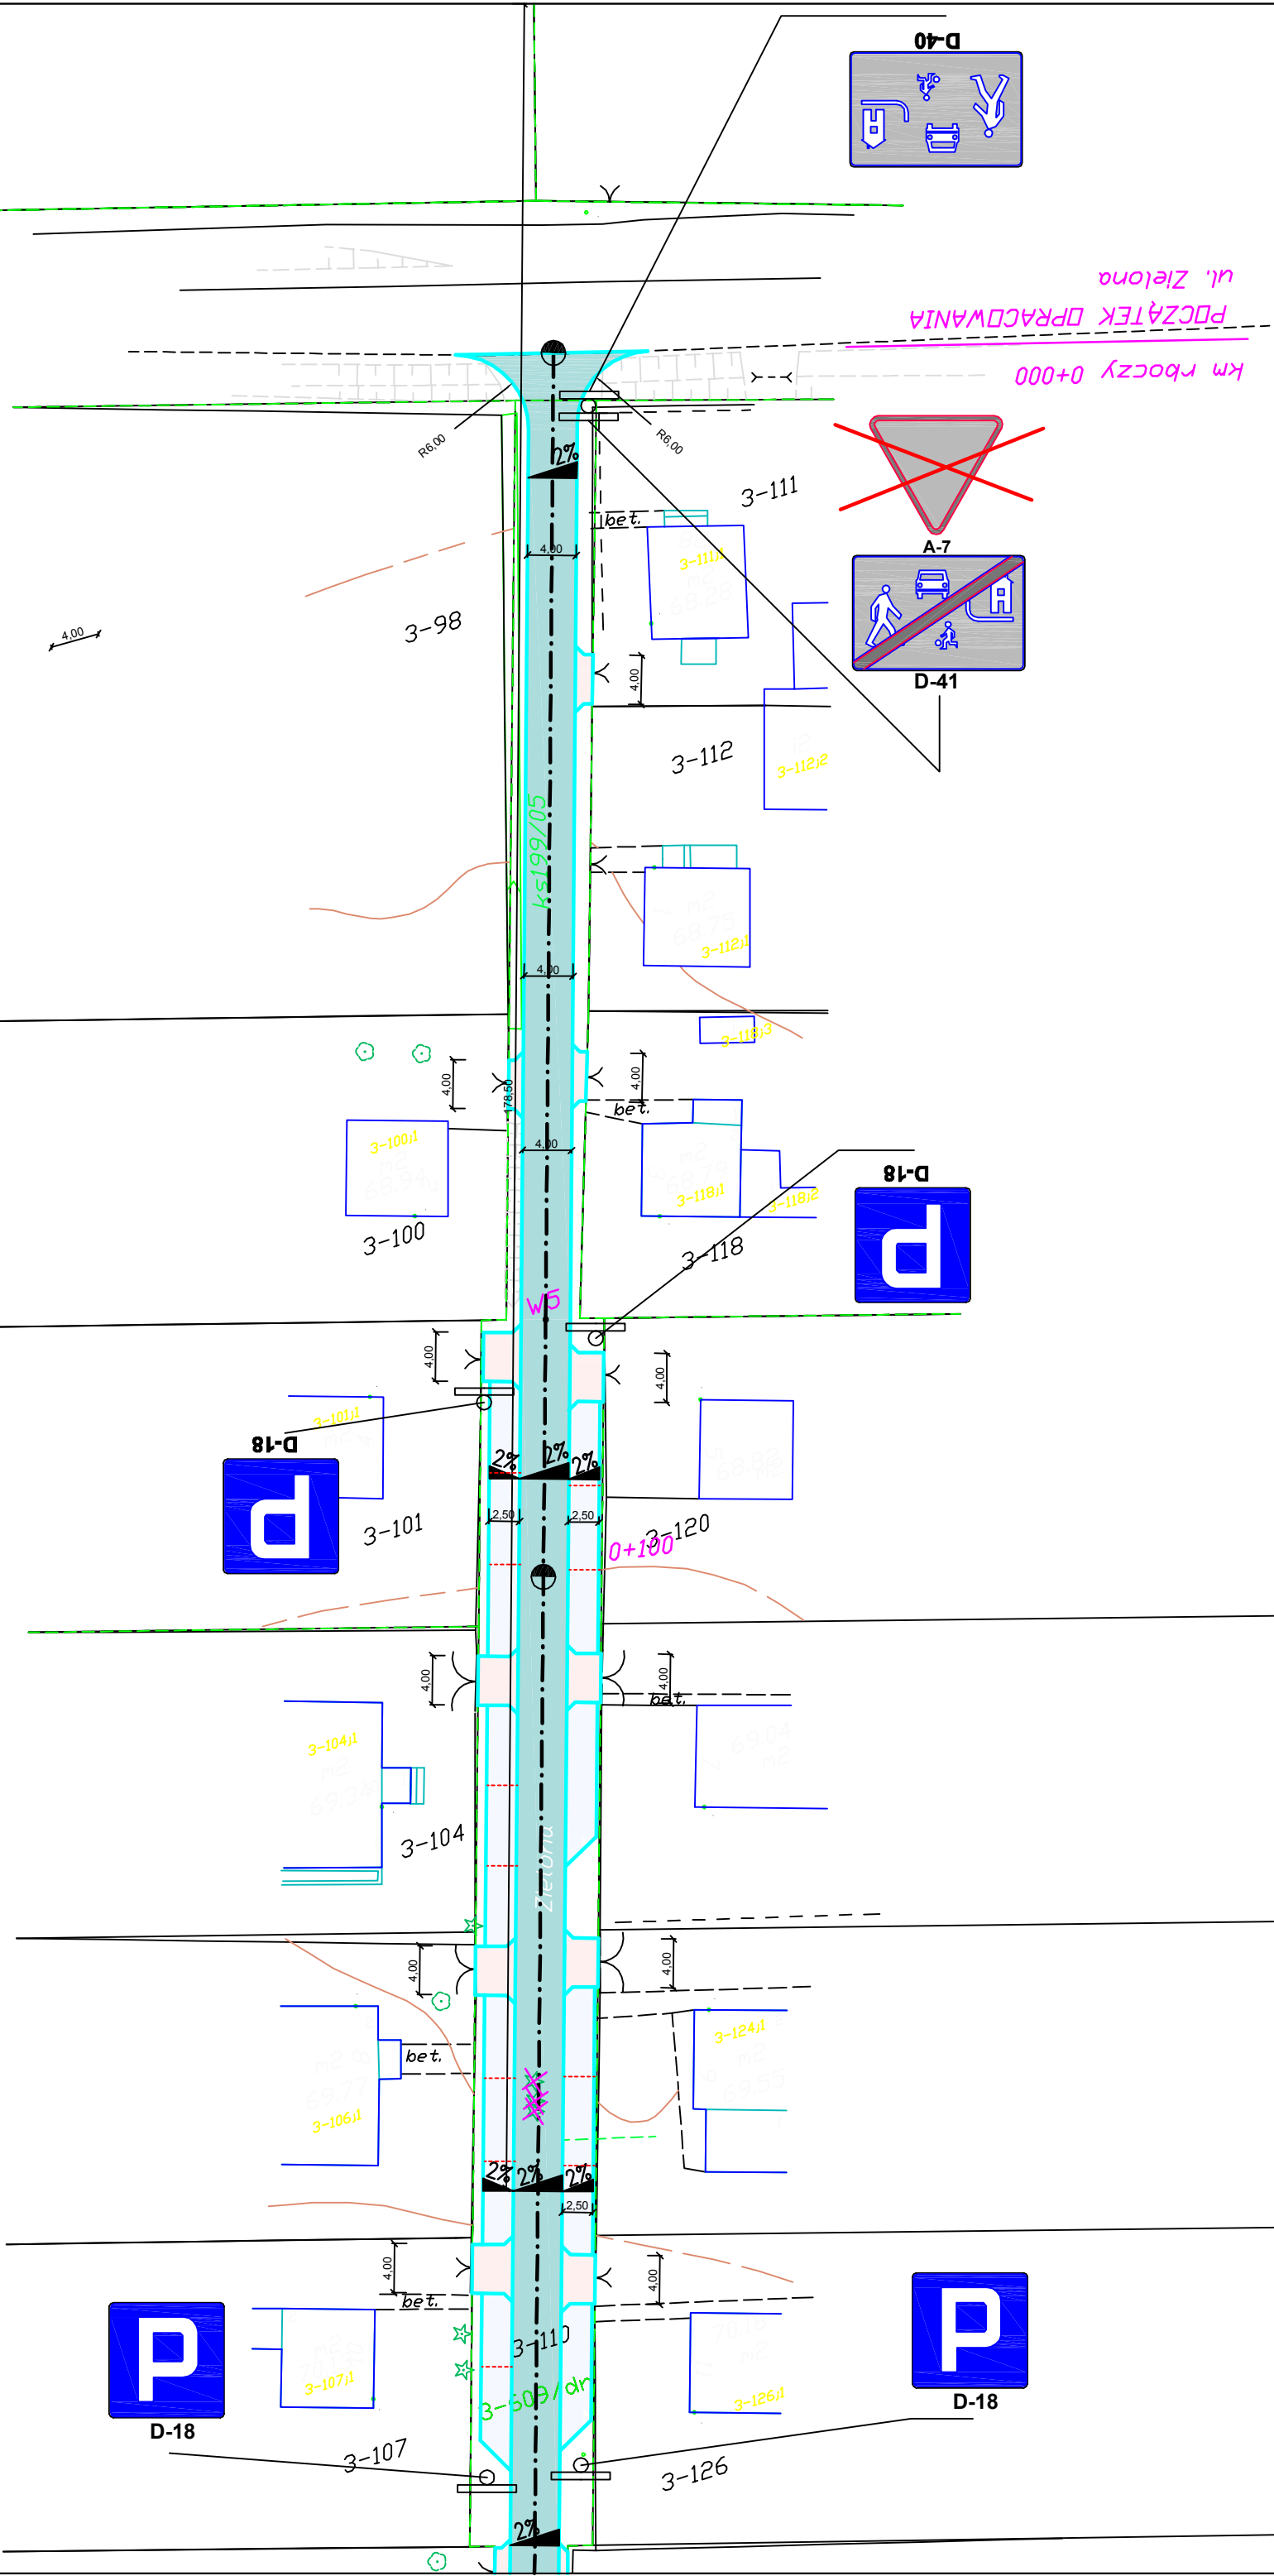 D-40
ul. Zielona
POCZĄTEK OPRACOWANIA
km rboczy 0+000
R6,00
R6,00
2%
3-111
A-7
bet.
4,00
3-111;1
3-98
4,00
4,00
D-41
3-112
3-112;2
ks199/05
3-112;1
4,00
4,00
178,50
4,00
bet.
3-100;1
4,00
3-118;1
3-118;2
D-18
P
3-100
3-118
W5
4,00
4,00
3-101;1
D-18
P
2%
2%
2%
2,50
2,50
3-101
3-120
0+100
4,00
4,00
bet.
3-104;1
69.04
m2
3-104
Zielona
4,00
4,00
3-124;1
bet.
3-106;1
2%
2%
2%
2,50
4,00
4,00
bet.
P
D-18
3-107;1
3-110
3-609/dr
3-126;1
P
D-18
3-107
3-126
2%